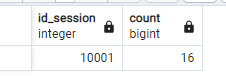 id_session count
integer bigint
10001 16